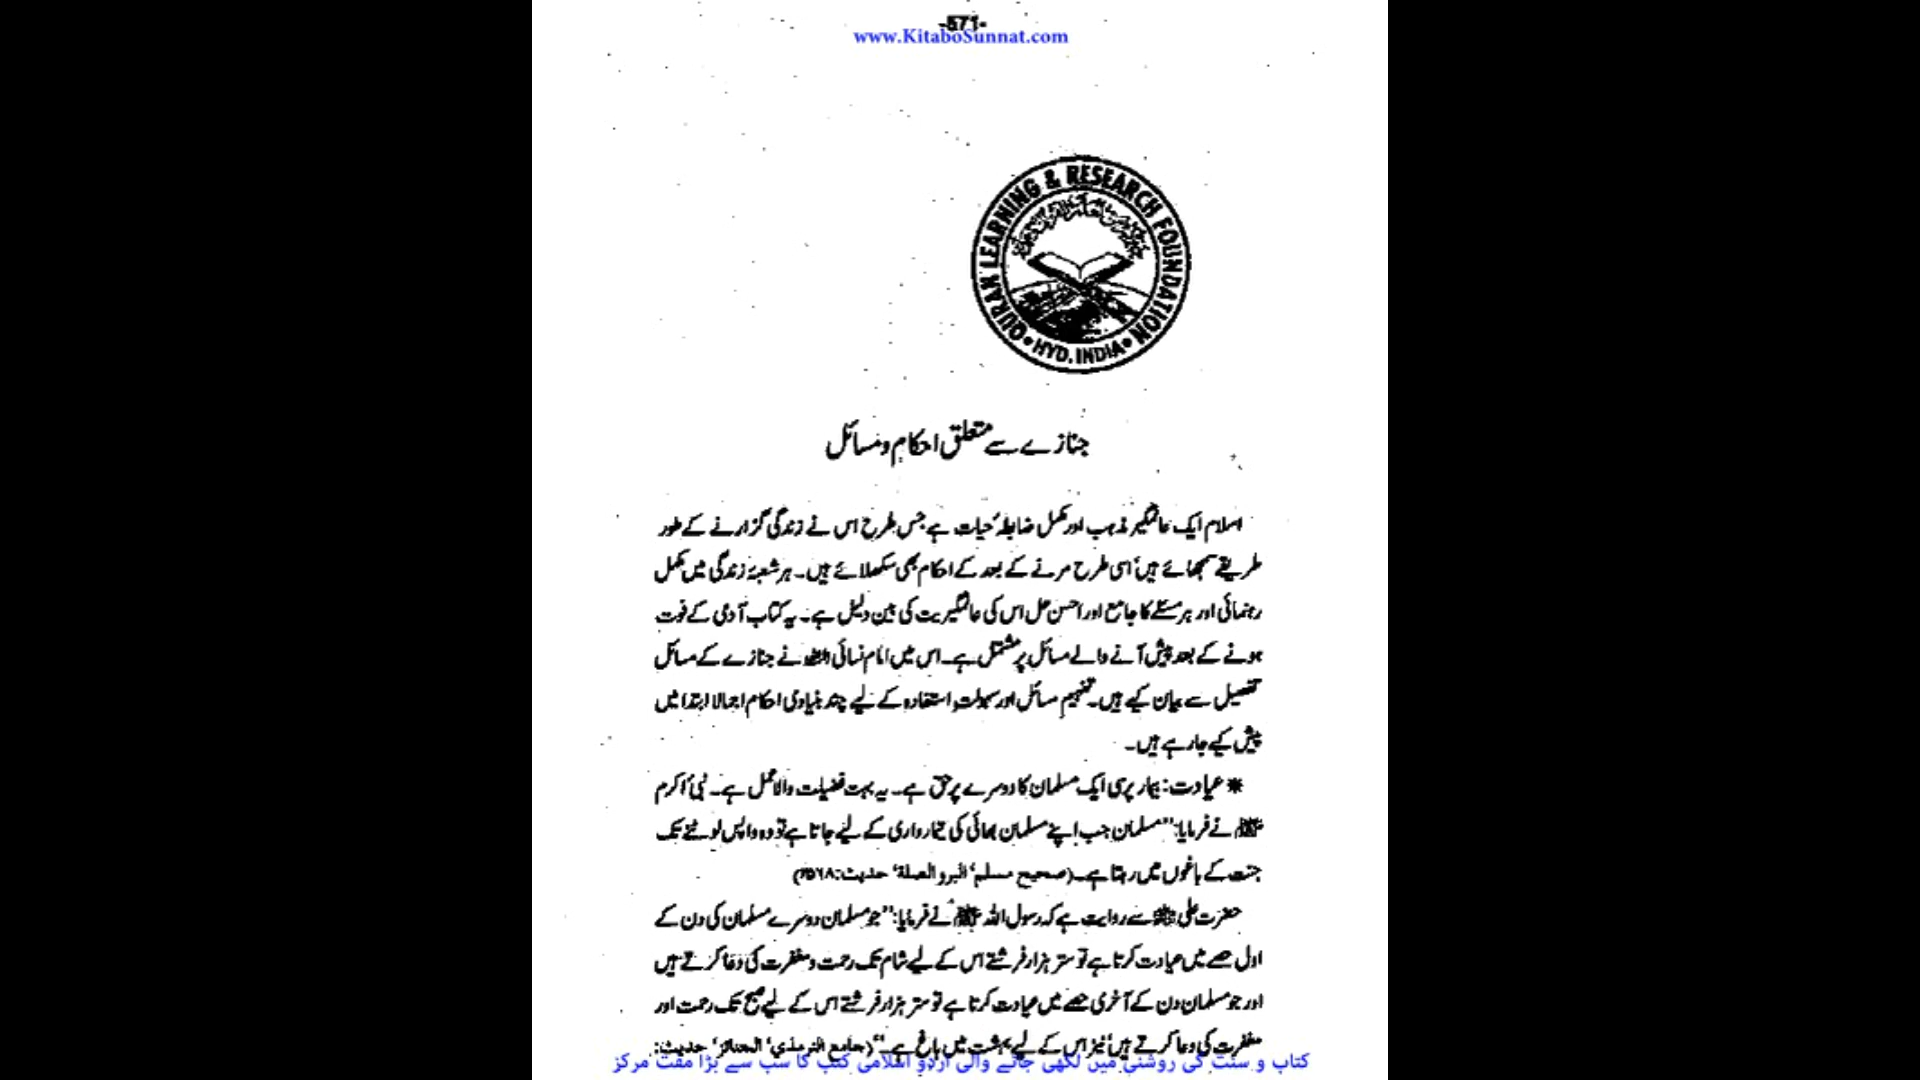 -571-
www.KitaboSunnat.com
QURAN LEARNING & RESEARCH FOUNDATION
HYD. INDIA
جنازے سے متعلق احکام و مسائل
اسلام ایک عالمگیر مذہب اور مکمل ضابطۂ حیات ہے جس طرح اس نے زندگی گزارنے کے طور
طریقے سمجھائے ہیں' اسی طرح مرنے کے بعد کے احکام بھی سکھلائے ہیں۔ ہر شعبۂ زندگی میں مکمل
رہنمائی اور ہر مسئلے کا جامع اور احسن حل اس کی عالمگیریت کی بین دلیل ہے۔ یہ کتاب آدمی کے فوت
ہونے کے بعد پیش آنے والے مسائل پر مشتمل ہے۔ اس میں امام نسائی رحمہ اللہ نے جنازے کے مسائل
تفصیل سے بیان کیے ہیں۔ تفہیم مسائل اور سہولت استفادہ کے لیے چند بنیادی احکام اجمالا ابتدا میں
پیش کیے جا رہے ہیں۔
* عیادت: بیمار پرسی ایک مسلمان کا دوسرے پر حق ہے۔ یہ بہت فضیلت والا عمل ہے۔ نبیٔ اکرم
ﷺ نے فرمایا: "مسلمان جب اپنے مسلمان بھائی کی تیمارواری کے لیے جاتا ہے تو وہ واپس لوٹنے تک
جنت کے باغوں میں رہتا ہے۔ (صحیح مسلم' البر و الصلة' حدیث: ۲۵۶۸)
حضرت علی رضی اللہ عنہ سے روایت ہے کہ رسول اللہ ﷺ نے فرمایا: "جو مسلمان دوسرے مسلمان کی دن کے
اول حصے میں عیادت کرتا ہے تو ستر ہزار فرشتے اس کے لیے شام تک رحمت و مغفرت کی دعا کرتے ہیں
اور جو مسلمان دن کے آخری حصے میں عیادت کرتا ہے تو ستر ہزار فرشتے اس کے لیے صبح تک رحمت اور
مغفرت کی دعا کرتے ہیں' نیز اس کے لیے بہشت میں باغ ہے۔" (جامع الترمذی' الجنائز' حدیث:
کتاب و سنت کی روشنی میں لکھی جانے والی اردو اسلامی کتب کا سب سے بڑا مفت مرکز